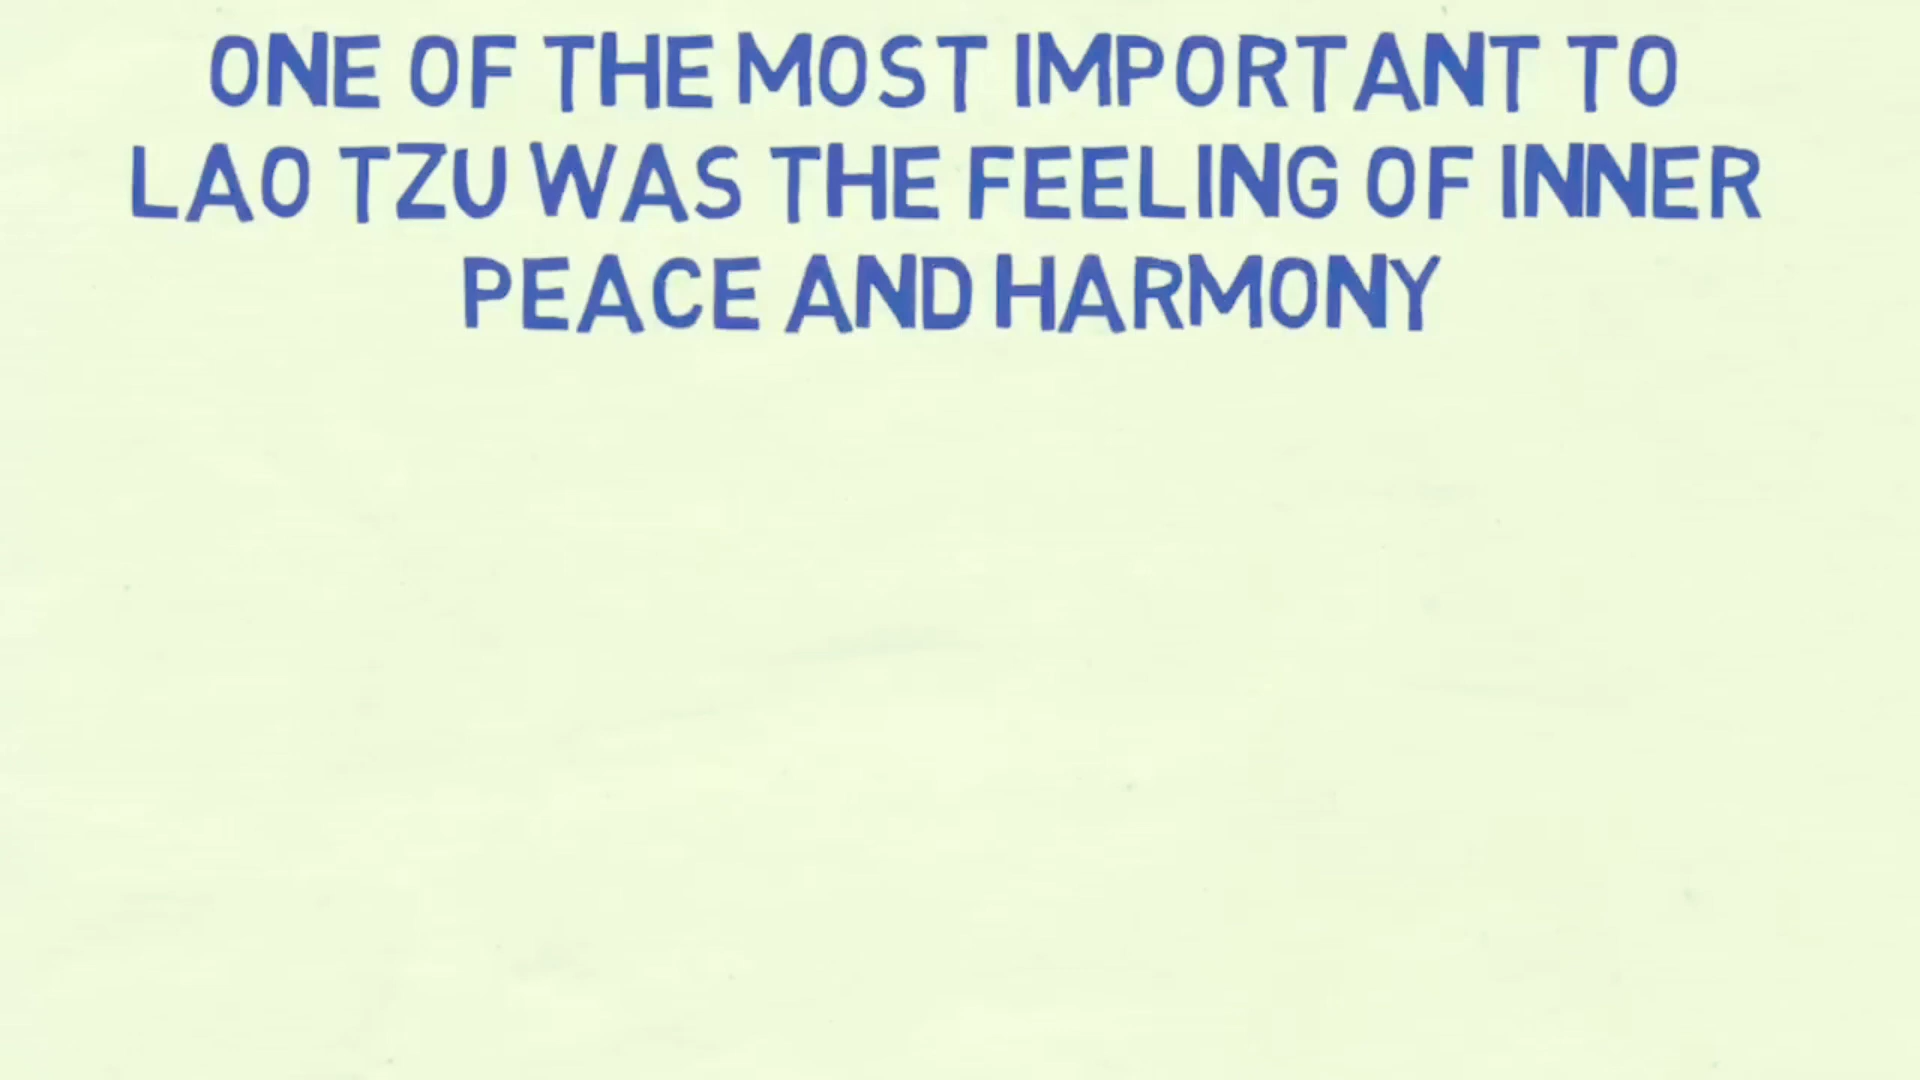 ONE OF THE MOST IMPORTANT TO
LAO TZU WAS THE FEELING OF INNER
PEACE AND HARMONY